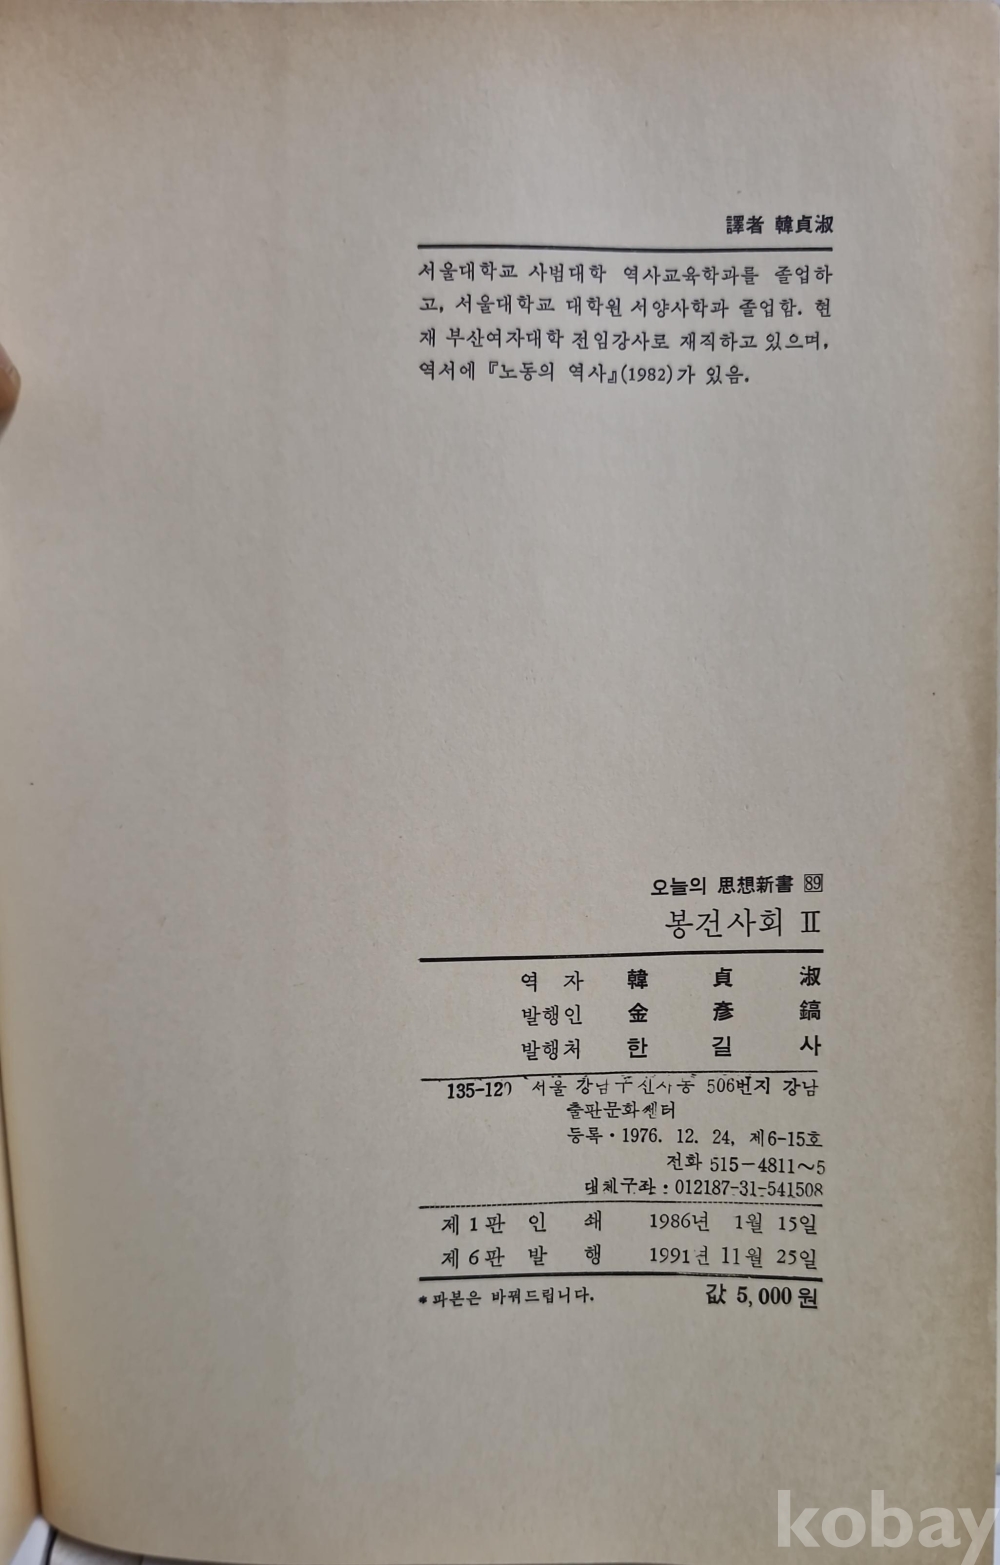 譯者 韓貞淑
서울대학교 사범대학 역사교육학과를 졸업하
고, 서울대학교 대학원 서양사학과 졸업함. 현
재 부산여자대학 전임강사로 재직하고 있으며,
역서에 『노동의 역사』(1982)가 있음.
오늘의 思想新書 89
봉건사회 Ⅱ
역 자 韓 貞 淑
발행인 金 彦 鎬
발행처 한 길 사
135-120 서울 강남구 신사동 506번지 강남
출판문화센터
등록·1976. 12. 24, 제6-15호
전화 515-4811~5
대체구좌 : 012187-31-541508
제1판 인 쇄 1986년 1월 15일
제6판 발 행 1991년 11월 25일
*파본은 바꿔드립니다. 값 5,000원
kobay